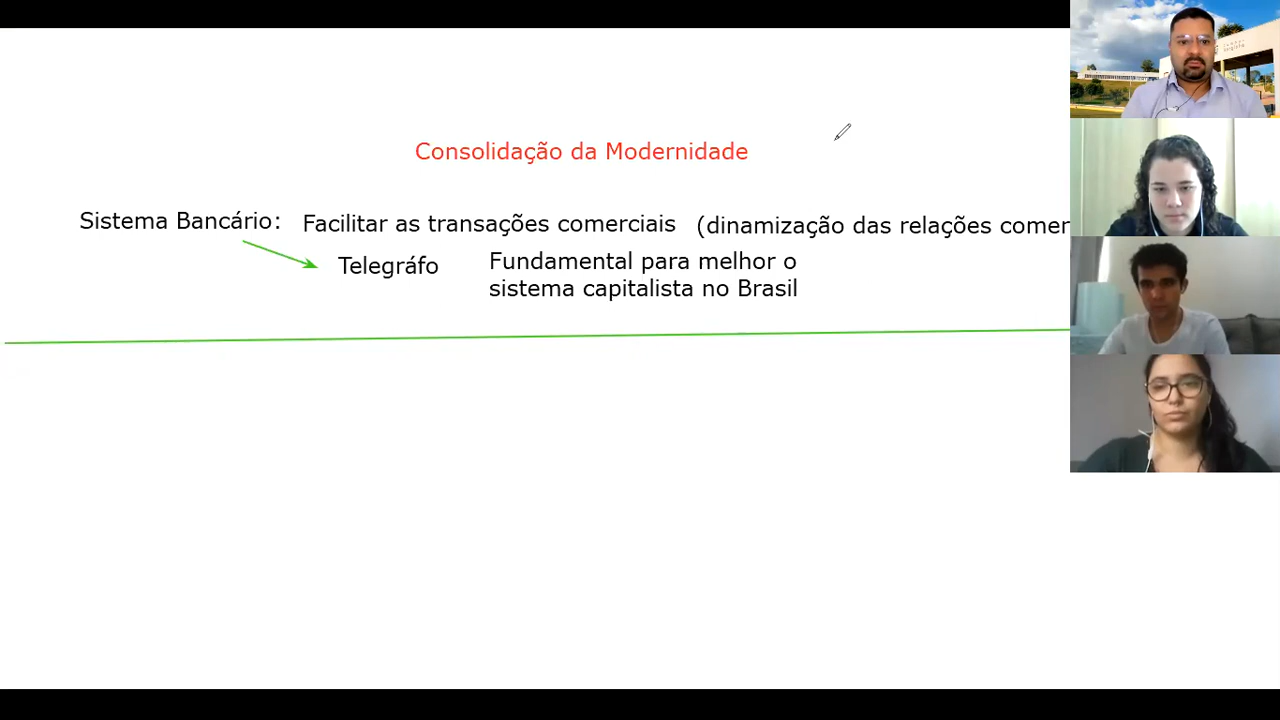 Consolidação da Modernidade
Sistema Bancário: Facilitar as transações comerciais (dinamização das relações comer
Telegráfo Fundamental para melhor o
sistema capitalista no Brasil